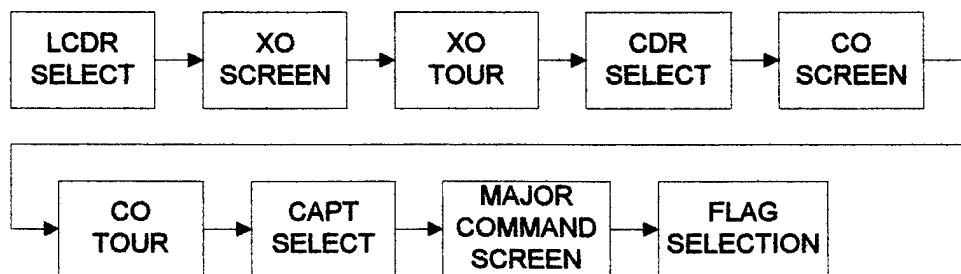 LCDR
SELECT
XO
SCREEN
XO
TOUR
CDR
SELECT
CO
SCREEN
CO
TOUR
CAPT
SELECT
MAJOR
COMMAND
SCREEN
FLAG
SELECTION